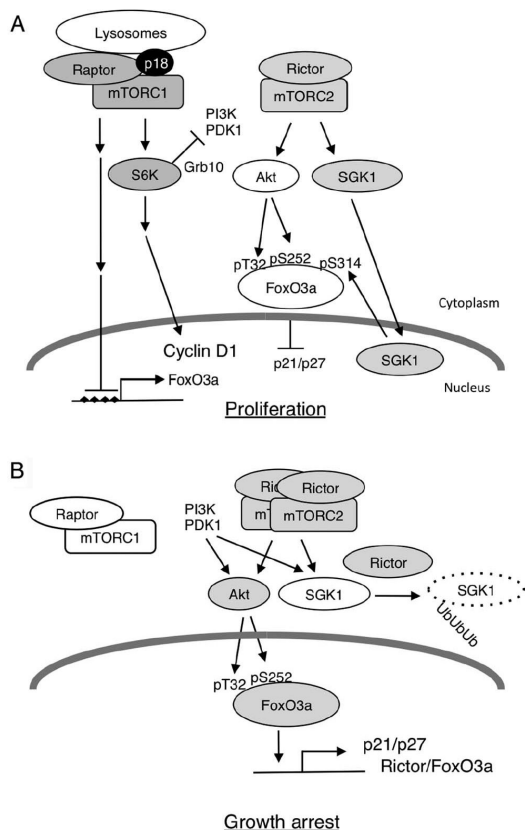 A
Lysosomes
Raptor
p18
mTORC1
PI3K
PDK1
S6K
Grb10
Rictor
mTORC2
Akt
SGK1
pT32
pS252
pS314
FoxO3a
Cytoplasm
Cyclin D1
p21/p27
SGK1
FoxO3a
Nucleus
Proliferation
B
Raptor
mTORC1
PI3K
PDK1
Rictor
mTORC2
Rictor
Akt
SGK1
SGK1
UbUbUb
pT32
pS252
FoxO3a
p21/p27
Rictor/FoxO3a
Growth arrest